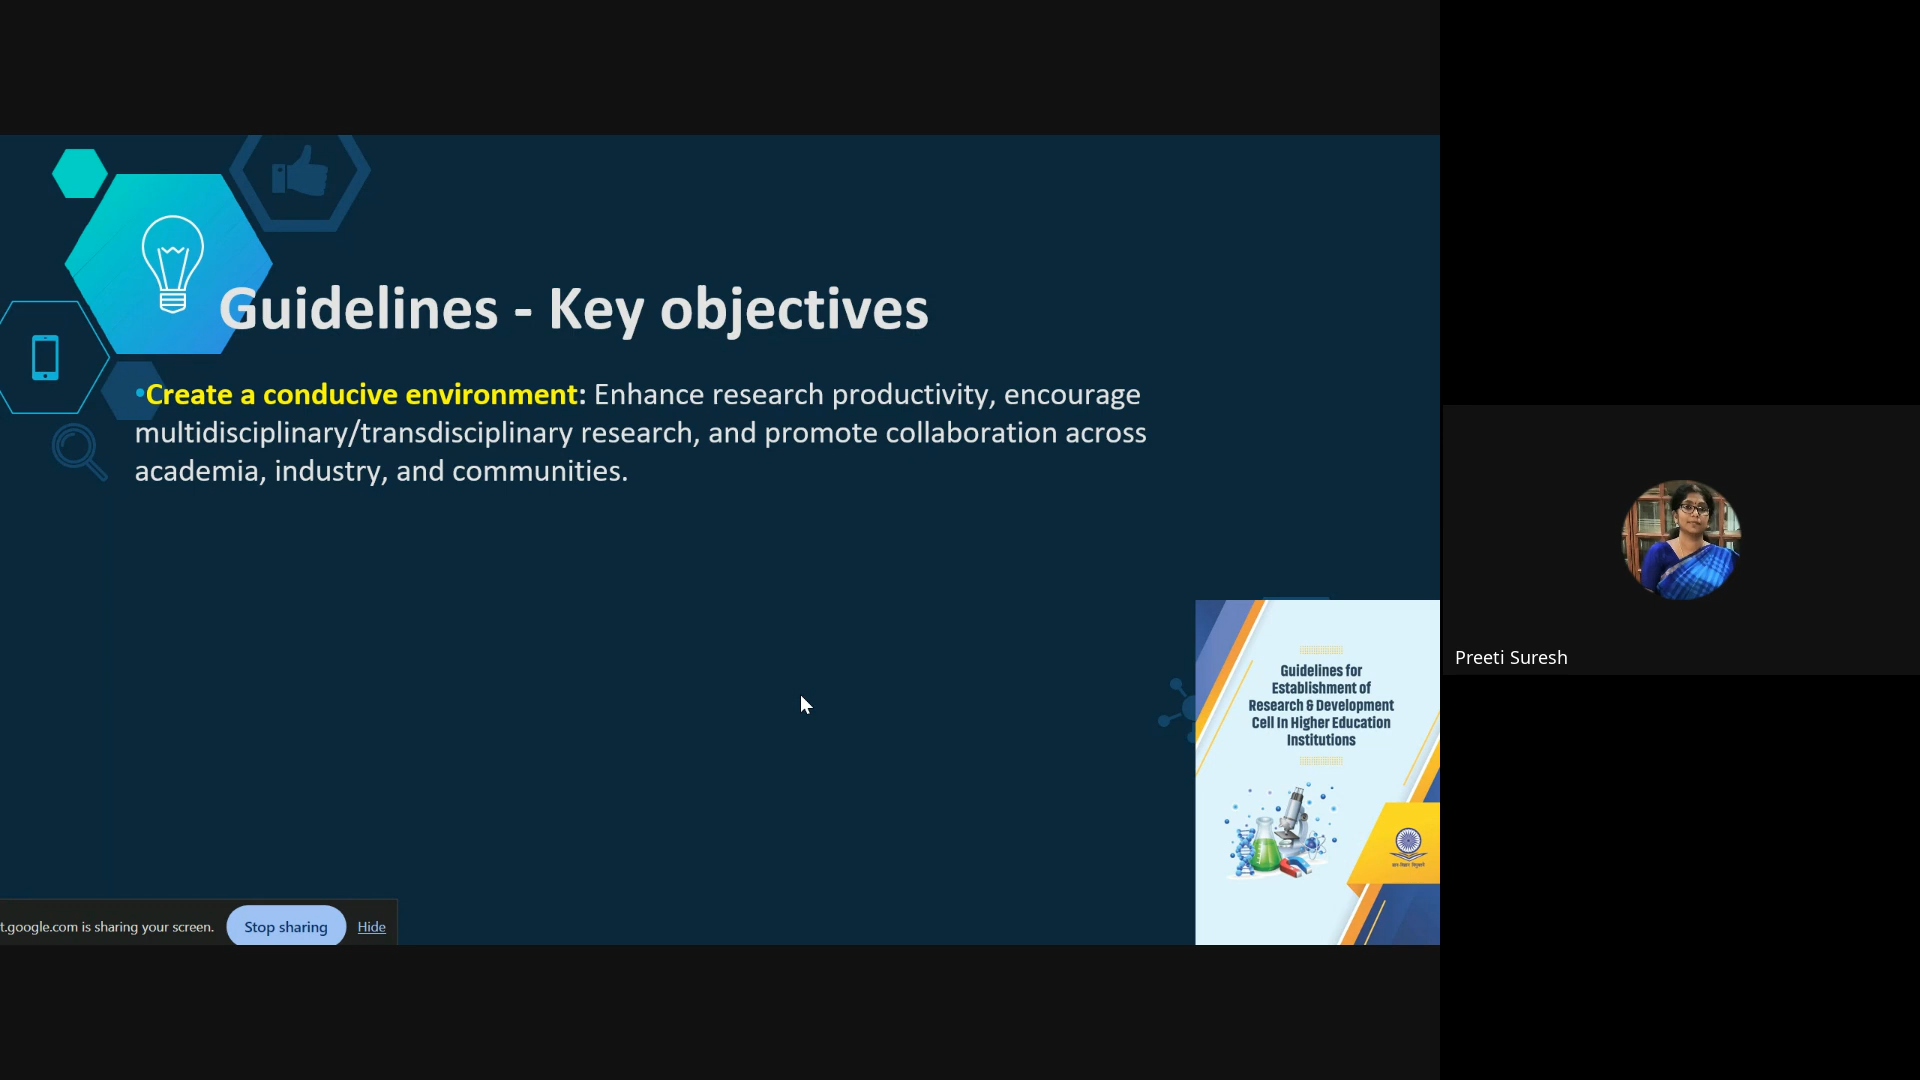 Guidelines - Key objectives
•Create a conducive environment: Enhance research productivity, encourage
multidisciplinary/transdisciplinary research, and promote collaboration across
academia, industry, and communities.
Guidelines for
Establishment of
Research & Development
Cell In Higher Education
Institutions
Preeti Suresh
t.google.com is sharing your screen.
Stop sharing
Hide